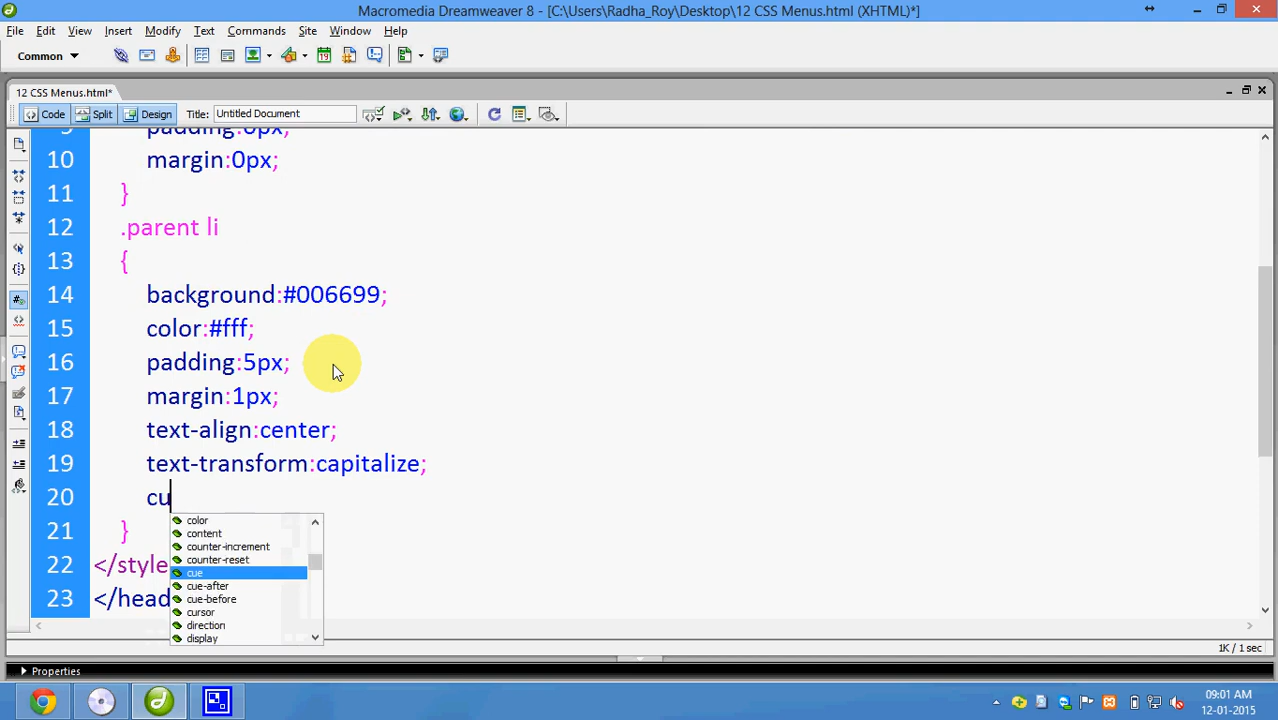 Macromedia Dreamweaver 8 - [C:\Users\Radha_Roy\Desktop\12 CSS Menus.html (XHTML)*]
File Edit View Insert Modify Text Commands Site Window Help
Common
12 CSS Menus.html*
Code Split Design Title: Untitled Document
9 padding:0px;
10 margin:0px;
11 }
12 .parent li
13 {
14 background:#006699;
15 color:#fff;
16 padding:5px;
17 margin:1px;
18 text-align:center;
19 text-transform:capitalize;
20 cu
color
content
counter-increment
counter-reset
cue
cue-after
cue-before
cursor
direction
display
21 }
22 </style
23 </head
1K / 1 sec
Properties
09:01 AM
12-01-2015